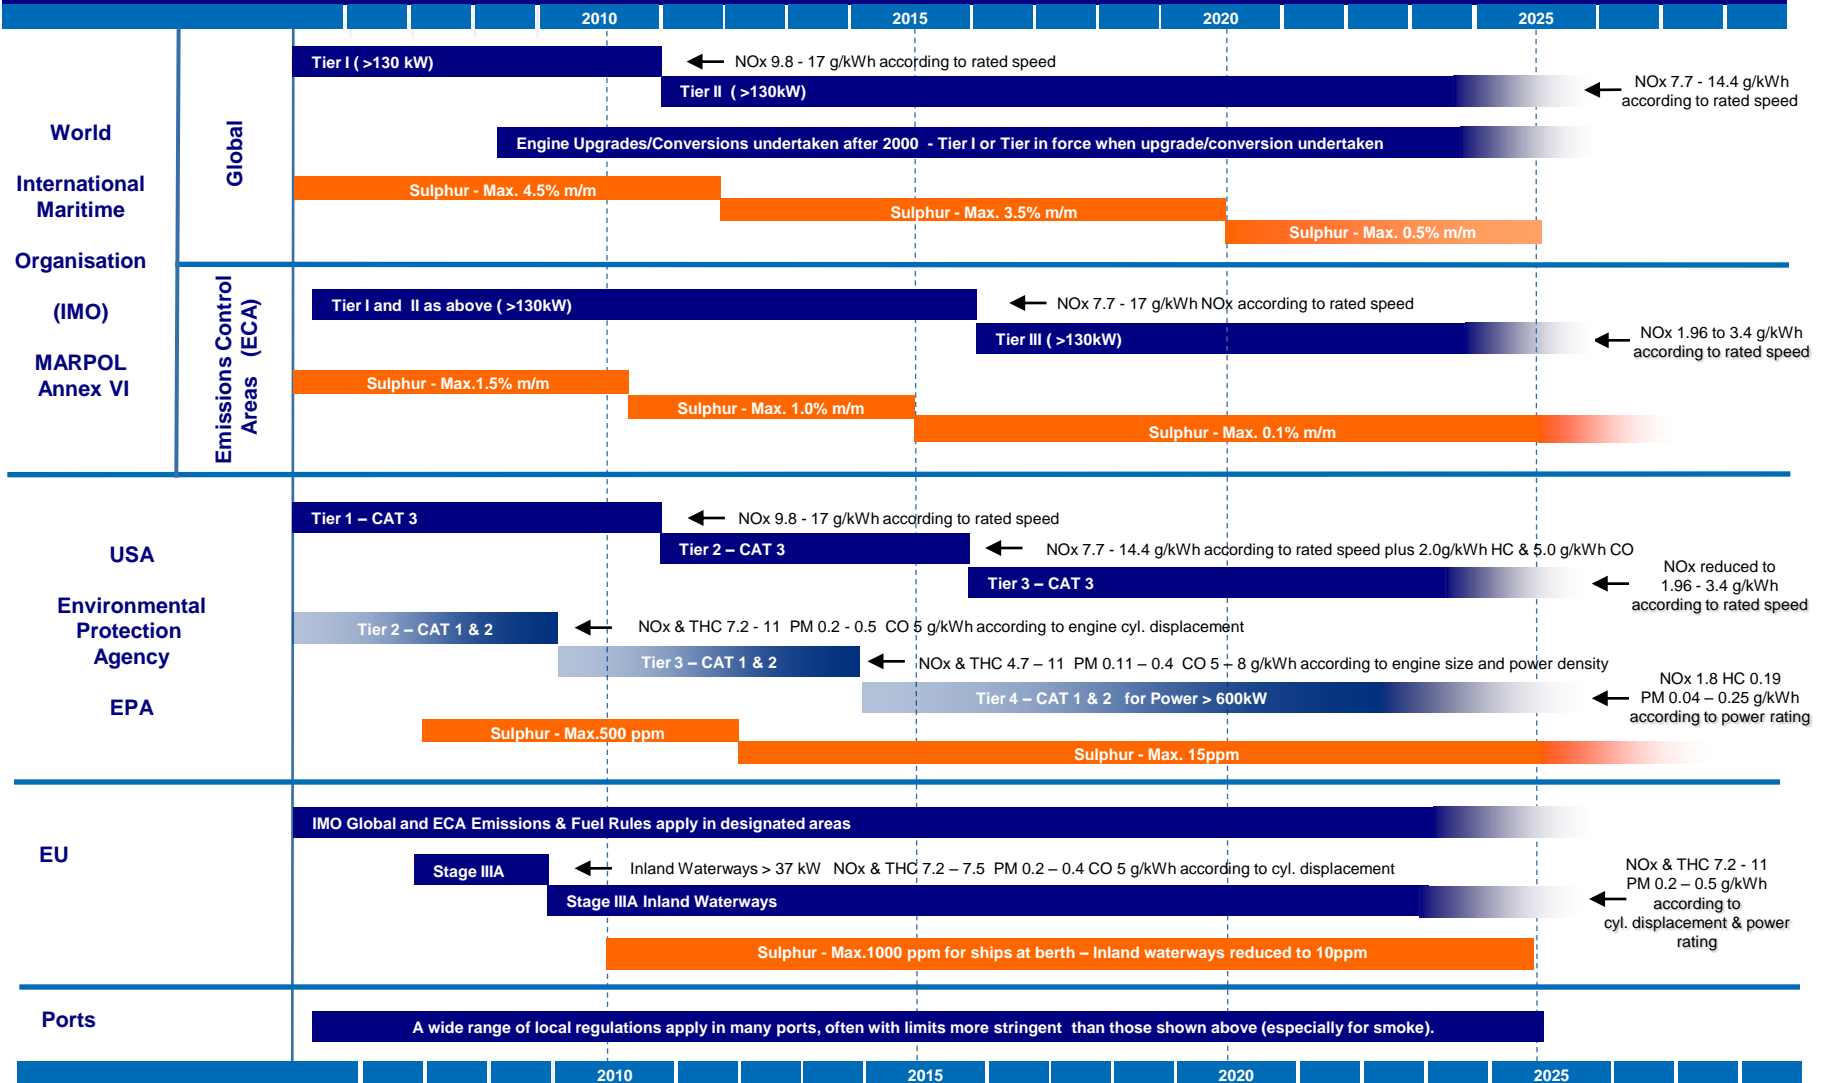 2010 2015 2020 2025
World
International
Maritime
Organisation
(IMO)
MARPOL
Annex VI
Global
Tier I ( >130 kW)
NOx 9.8 - 17 g/kWh according to rated speed
Tier II ( >130kW)
NOx 7.7 - 14.4 g/kWh
according to rated speed
Engine Upgrades/Conversions undertaken after 2000 - Tier I or Tier in force when upgrade/conversion undertaken
Sulphur - Max. 4.5% m/m
Sulphur - Max. 3.5% m/m
Sulphur - Max. 0.5% m/m
Emissions Control
Areas (ECA)
Tier I and II as above ( >130kW)
NOx 7.7 - 17 g/kWh NOx according to rated speed
Tier III ( >130kW)
NOx 1.96 to 3.4 g/kWh
according to rated speed
Sulphur - Max.1.5% m/m
Sulphur - Max. 1.0% m/m
Sulphur - Max. 0.1% m/m
USA
Environmental
Protection
Agency
EPA
Tier 1 – CAT 3
NOx 9.8 - 17 g/kWh according to rated speed
Tier 2 – CAT 3
NOx 7.7 - 14.4 g/kWh according to rated speed plus 2.0g/kWh HC & 5.0 g/kWh CO
Tier 3 – CAT 3
NOx reduced to
1.96 - 3.4 g/kWh
according to rated speed
Tier 2 – CAT 1 & 2
NOx & THC 7.2 - 11 PM 0.2 - 0.5 CO 5 g/kWh according to engine cyl. displacement
Tier 3 – CAT 1 & 2
NOx & THC 4.7 – 11 PM 0.11 – 0.4 CO 5 – 8 g/kWh according to engine size and power density
Tier 4 – CAT 1 & 2 for Power > 600kW
NOx 1.8 HC 0.19
PM 0.04 – 0.25 g/kWh
according to power rating
Sulphur - Max.500 ppm
Sulphur - Max. 15ppm
EU
IMO Global and ECA Emissions & Fuel Rules apply in designated areas
Stage IIIA
Inland Waterways > 37 kW NOx & THC 7.2 – 7.5 PM 0.2 – 0.4 CO 5 g/kWh according to cyl. displacement
Stage IIIA Inland Waterways
NOx & THC 7.2 - 11
PM 0.2 – 0.5 g/kWh
according to
cyl. displacement & power
rating
Sulphur - Max.1000 ppm for ships at berth – Inland waterways reduced to 10ppm
Ports
A wide range of local regulations apply in many ports, often with limits more stringent than those shown above (especially for smoke).
2010 2015 2020 2025